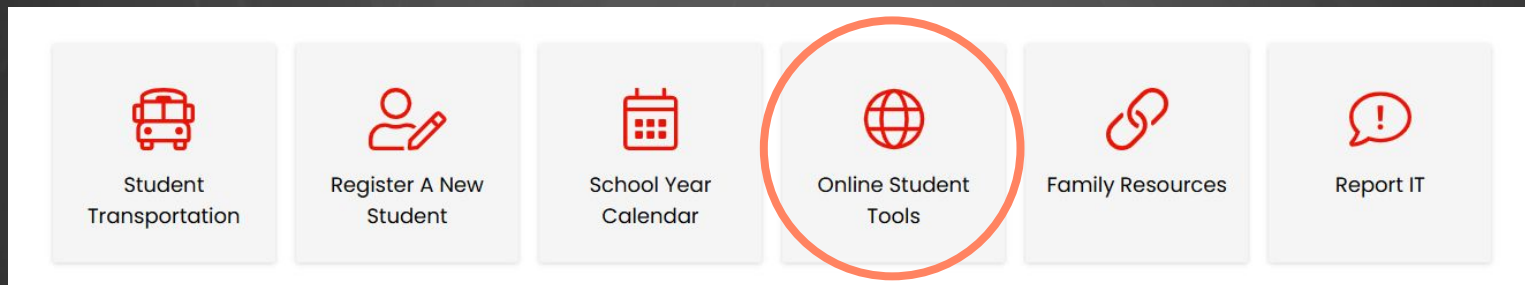 Student
Transportation
Register A New
Student
School Year
Calendar
Online Student
Tools
Family Resources
Report IT